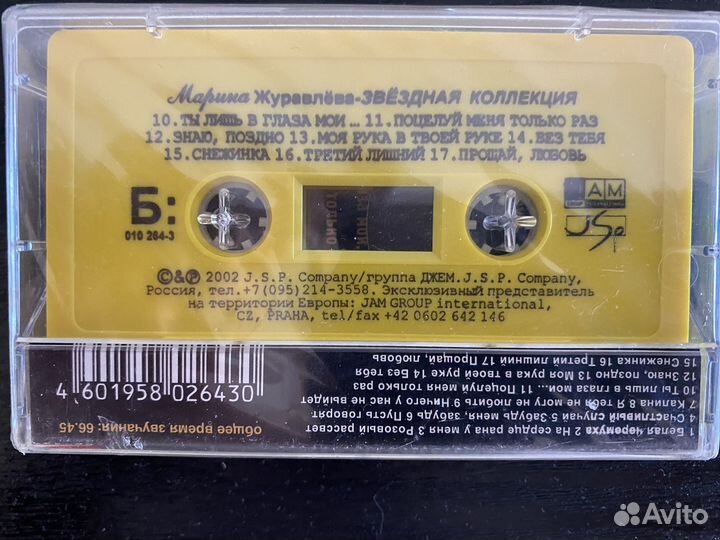 Марина Журавлёва-ЗВЁЗДНАЯ КОЛЛЕКЦИЯ
10.ТЫ ЛИШЬ В ГЛАЗА МОИ ... 11.ПОЦЕЛУЙ МЕНЯ ТОЛЬКО РАЗ
12.ЗНАЮ, ПОЗДНО 13.МОЯ РУКА В ТВОЕЙ РУКЕ 14.БЕЗ ТЕБЯ
15.СНЕЖИНКА 16.ТРЕТИЙ ЛИШНИЙ 17.ПРОЩАЙ, ЛЮБОВЬ
Б:
010 264-3
JAM
JSP
©&℗ 2002 J.S.P. Company/группа ДЖЕМ.J.S.P. Company,
Россия, тел.+7(095)214-3558. Эксклюзивный представитель
на территории Европы: JAM GROUP international,
CZ, PRAHA, tel/fax +42 0602 642 146
4 601958 026430
1 Белая черемуха 2 На сердце рана у меня 3 Розовый рассвет
4 Счастливый случай 5 Забудь меня, забудь 6 Пусть говорят
7 Калина 8 Я тебя не могу не любить 9 Ничего у нас не выйдет
10 Ты лишь в глаза мои... 11 Поцелуй меня только раз
12 Знаю, поздно 13 Моя рука в твоей руке 14 Без тебя
15 Снежинка 16 Третий лишний 17 Прощай, любовь
общее время звучания: 66.45
Avito